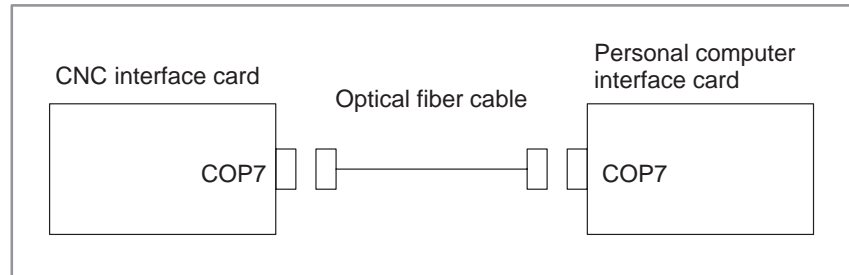 CNC interface card
Optical fiber cable
Personal computer
interface card
COP7
COP7